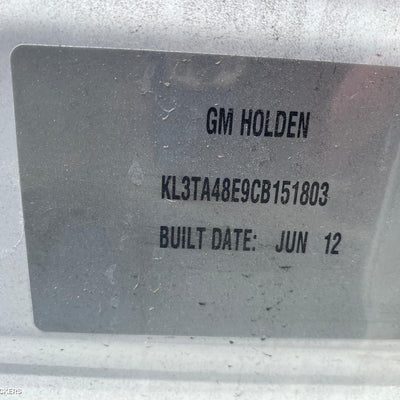 GM HOLDEN
KL3TA48E9CB151803
BUILT DATE: JUN 12